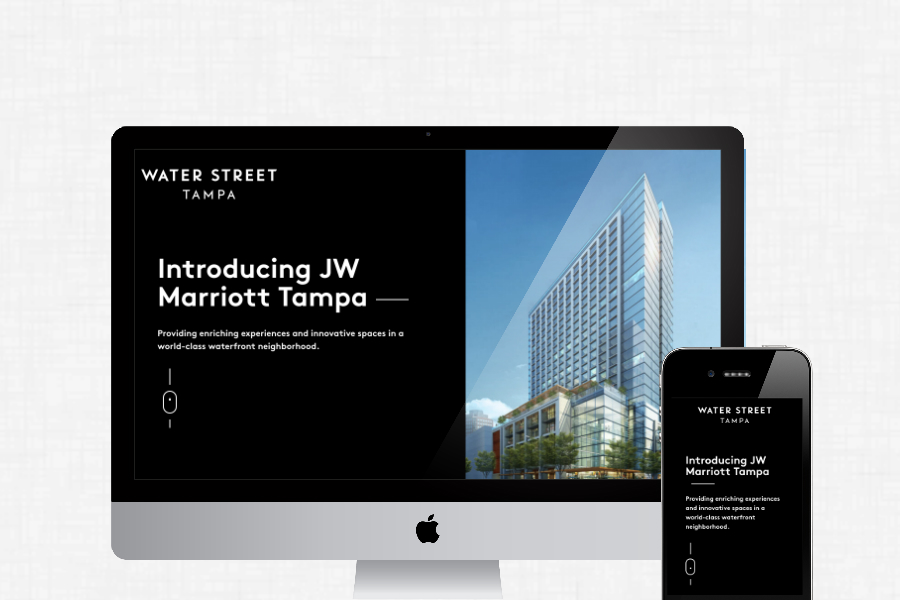 WATER STREET
TAMPA
Introducing JW
Marriott Tampa
Providing enriching experiences and innovative spaces in a
world-class waterfront neighborhood.
WATER STREET
TAMPA
Introducing JW
Marriott Tampa
Providing enriching experiences
and innovative spaces in a
world-class waterfront
neighborhood.